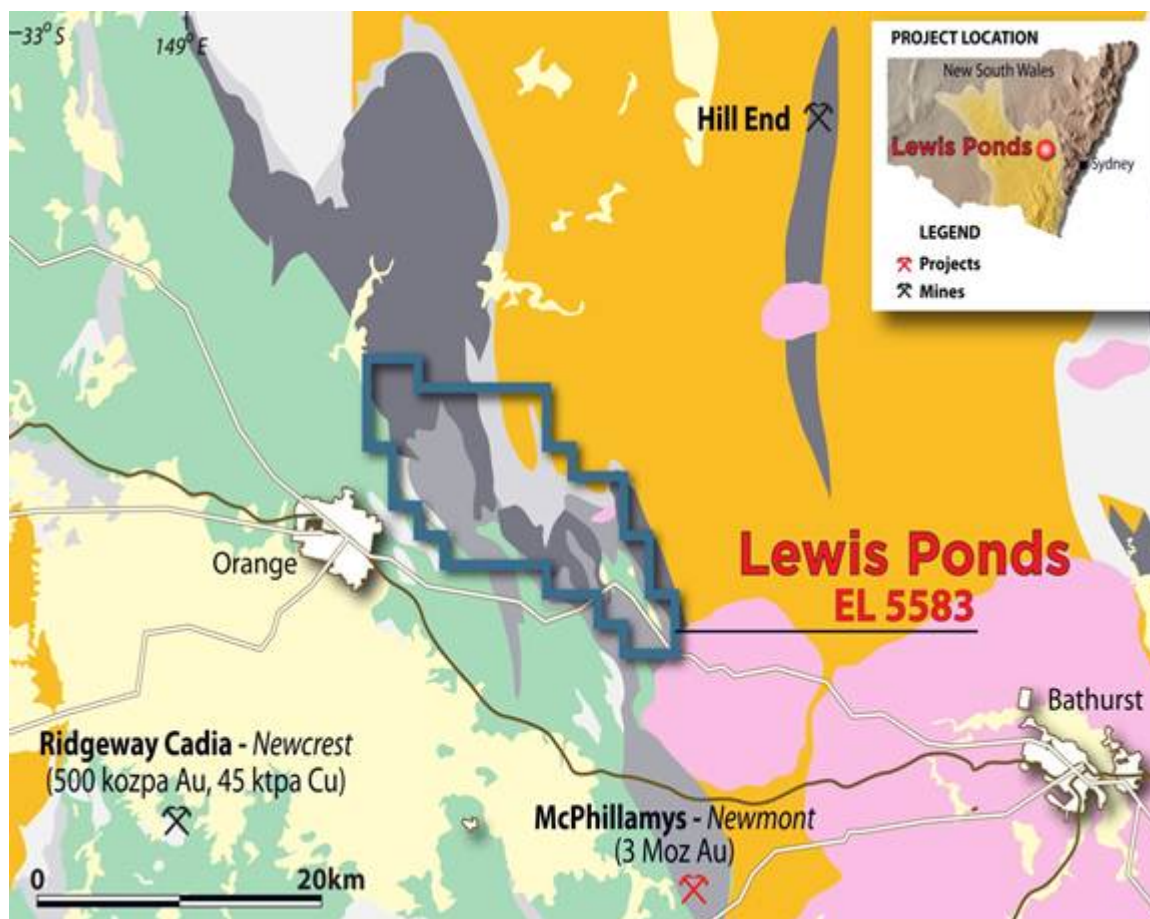 33° S
149° E
PROJECT LOCATION
New South Wales
Lewis Ponds
Sydney
LEGEND
Projects
Mines
Hill End
Orange
Lewis Ponds
EL 5583
Bathurst
Ridgeway Cadia - Newcrest
(500 kozpa Au, 45 ktpa Cu)
McPhillamys - Newmont
(3 Moz Au)
0 20km